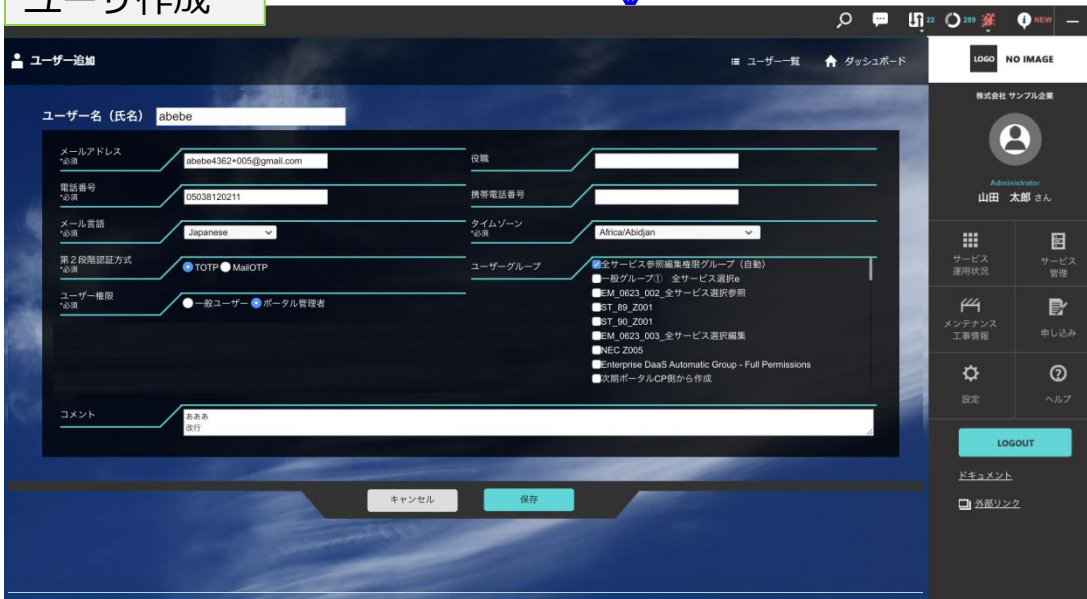 ユーザ作成
22
289
NEW
ユーザー追加
ユーザー一覧
ダッシュボード
LOGO NO IMAGE
株式会社 サンプル企業
Administrator
山田 太郎 さん
サービス
運用状況
サービス
管理
メンテナンス
工事情報
申し込み
設定
ヘルプ
LOGOUT
ドキュメント
外部リンク
ユーザー名（氏名） abebe
メールアドレス
*必須
abebe4362+005@gmail.com
役職
電話番号
*必須
05038120211
携帯電話番号
メール言語
*必須
Japanese
タイムゾーン
*必須
Africa/Abidjan
第２段階認証方式
*必須
TOTP MailOTP
ユーザーグループ
全サービス参照編集権限グループ（自動）
一般グループ① 全サービス選択e
EM_0623_002_全サービス選択参照
ST_89_Z001
ST_90_Z001
EM_0623_003_全サービス選択編集
NEC Z005
Enterprise DaaS Automatic Group - Full Permissions
次期ポータルCP側から作成
ユーザー権限
*必須
一般ユーザー ポータル管理者
コメント
あああ
改行
キャンセル
保存